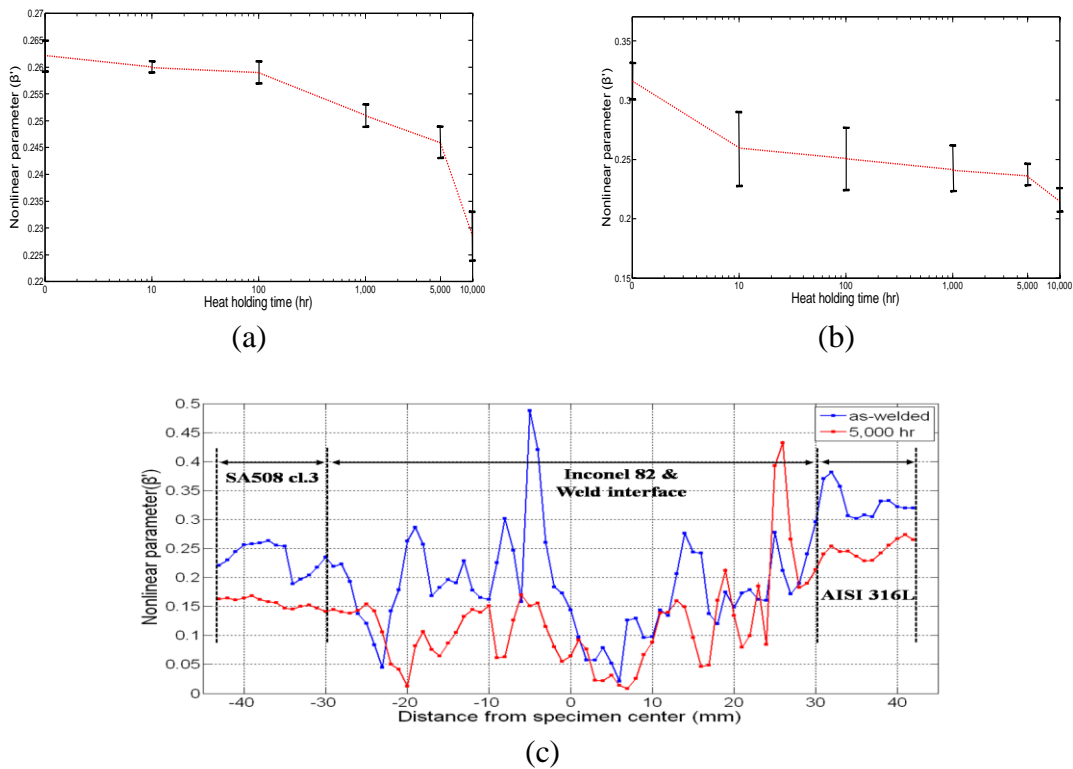 0.27
0.265
0.26
0.255
0.25
0.245
0.24
0.235
0.23
0.225
0.22
Nonlinear parameter (β')
0 10 100 1,000 5,000 10,000
Heat holding time (hr)
(a)
0.35
0.3
0.25
0.2
0.15
Nonlinear parameter (β')
0 10 100 1,000 5,000 10,000
Heat holding time (hr)
(b)
0.5
0.45
0.4
0.35
0.3
0.25
0.2
0.15
0.1
0.05
0
Nonlinear parameter(β')
as-welded
5,000 hr
SA508 cl.3
Inconel 82 &
Weld interface
AISI 316L
-40 -30 -20 -10 0 10 20 30 40
Distance from specimen center (mm)
(c)